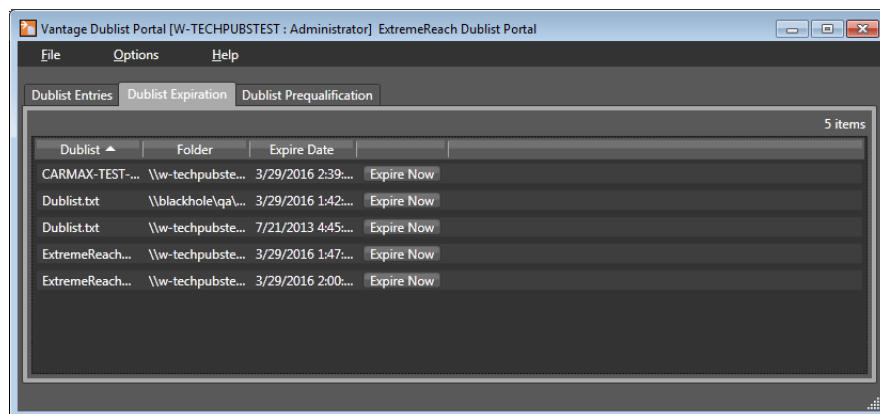 Vantage Dublist Portal [W-TECHPUBSTEST : Administrator] ExtremeReach Dublist Portal
File Options Help
Dublist Entries Dublist Expiration Dublist Prequalification
5 items
Dublist Folder Expire Date
CARMAX-TEST-... \\w-techpubste... 3/29/2016 2:39:... Expire Now
Dublist.txt \\blackhole\qa\... 3/29/2016 1:42:... Expire Now
Dublist.txt \\w-techpubste... 7/21/2013 4:45:... Expire Now
ExtremeReach... \\w-techpubste... 3/29/2016 1:47:... Expire Now
ExtremeReach... \\w-techpubste... 3/29/2016 2:00:... Expire Now